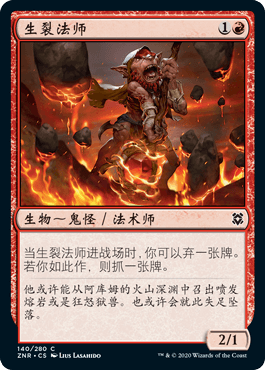 生裂法师 1
生物～鬼怪／法术师
当生裂法师进战场时，你可以弃一张牌。
若你如此作，则抓一张牌。
他或许能从阿库姆的火山深渊中召出喷发
熔岩或是狂怒狱兽。也或许会就此失足坠
落。
2/1
140/280 C
ZNR • CS LIUS LASAHIDO
™ & © 2020 Wizards of the Coast